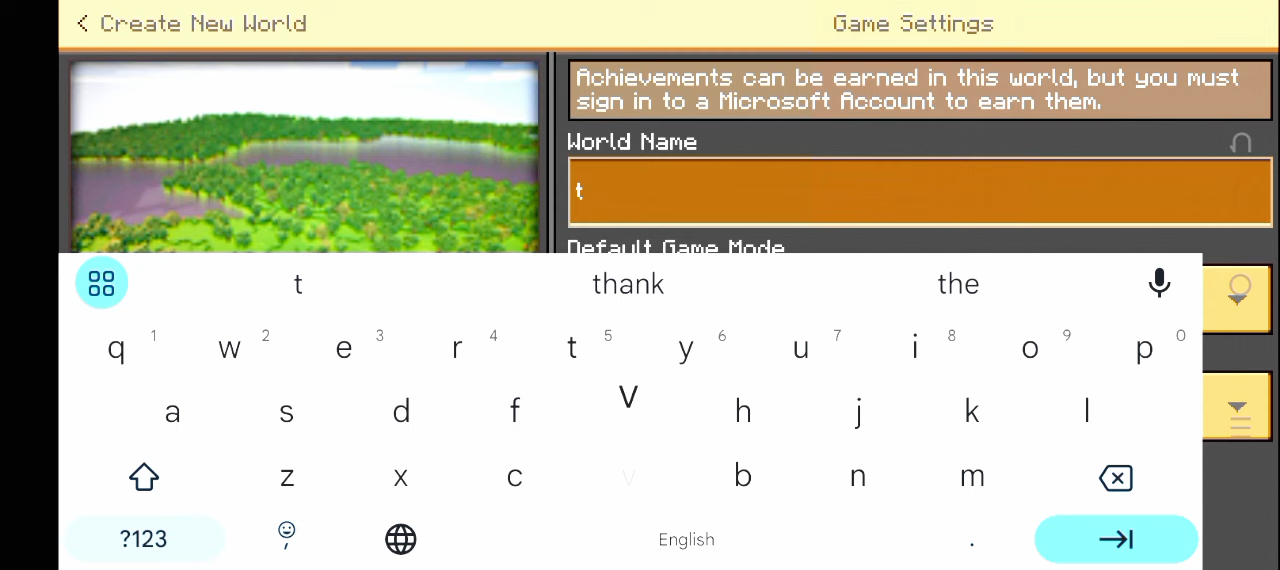 Create New World
Game Settings
Achievements can be earned in this world, but you must
sign in to a Microsoft Account to earn them.
World Name
t
Default Game Mode
t thank the
q 1 w 2 e 3 r 4 t 5 y 6 u 7 i 8 o 9 p 0
a s d f V h j k l
z x c v b n m
?123 , English .